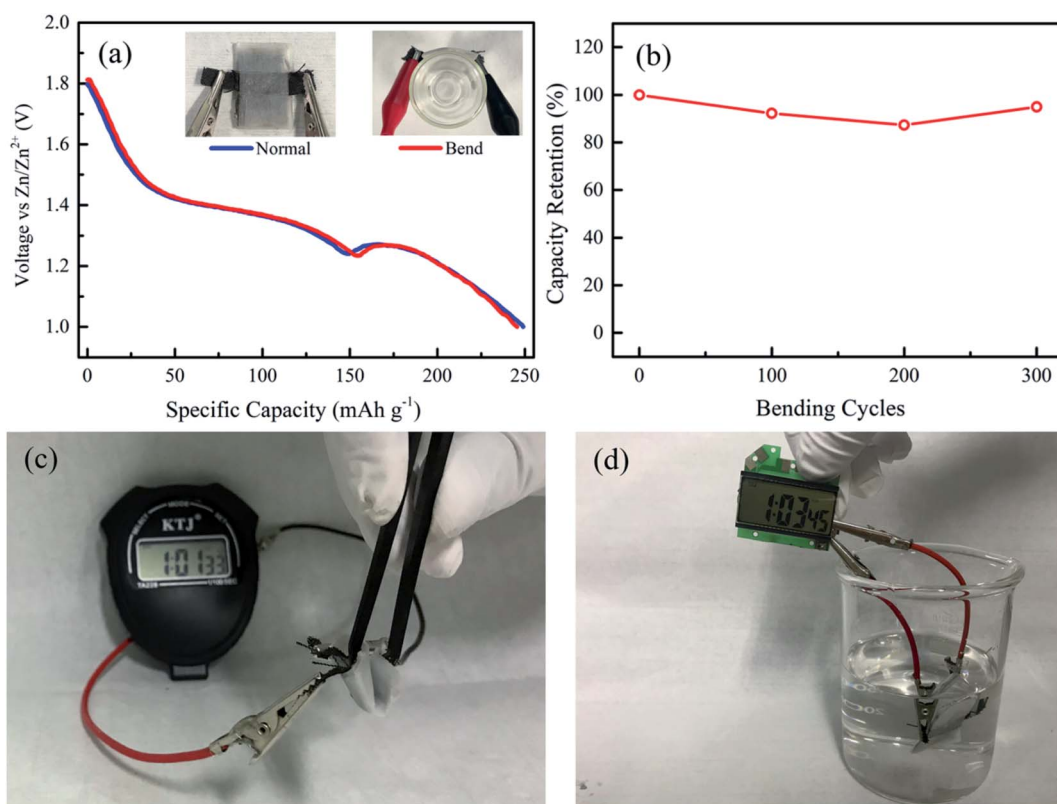 (a)
2.0
1.8
1.6
1.4
1.2
1.0
Voltage vs Zn/Zn²⁺ (V)
Normal
Bend
0
50
100
150
200
250
Specific Capacity (mAh g⁻¹)
(b)
120
100
80
60
40
20
0
Capacity Retention (%)
0
100
200
300
Bending Cycles
(c)
SELECT
MODE
KTJ®
1:01 33
(d)
1:03 45